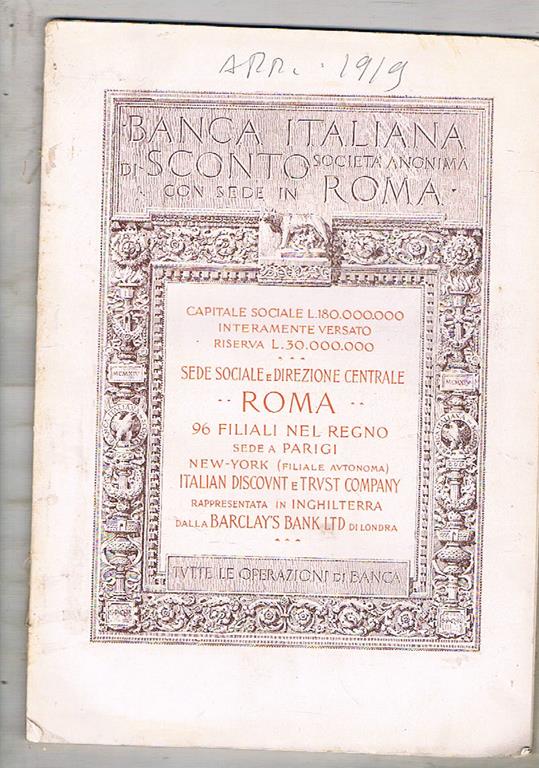 APR. 1919
BANCA ITALIANA
DI SCONTO SOCIETÀ ANONIMA
CON SEDE IN ROMA
CAPITALE SOCIALE L.180.000.000
INTERAMENTE VERSATO
RISERVA L.30.000.000
SEDE SOCIALE E DIREZIONE CENTRALE
ROMA
96 FILIALI NEL REGNO
SEDE A PARIGI
NEW-YORK (FILIALE AVTONOMA)
ITALIAN DISCOVNT E TRVST COMPANY
RAPPRESENTATA IN INGHILTERRA
DALLA BARCLAY'S BANK LTD DI LONDRA
TVTTE LE OPERAZIONI DI BANCA